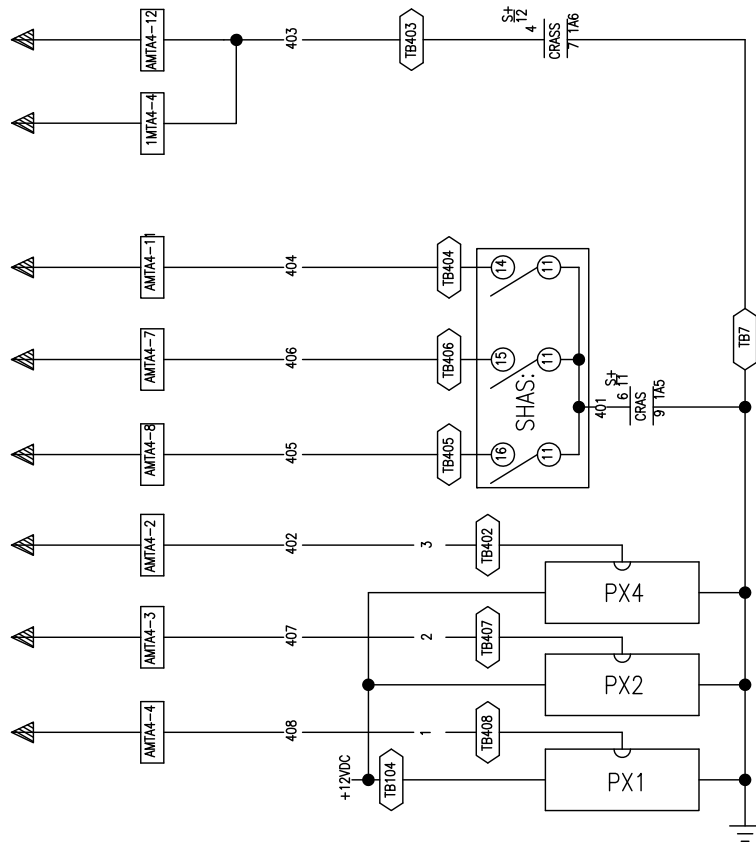 AMTA4-12
403
TB403
S+
12
4
CRASS
7
1A6
1MTA4-4
AMTA4-11
404
TB404
14
11
AMTA4-7
406
TB406
15
11
SHAS:
TB7
AMTA4-8
405
TB405
16
11
401
S+
11
6
CRAS
9
1A5
AMTA4-2
402
3
TB402
PX4
AMTA4-3
407
2
TB407
PX2
AMTA4-4
408
1
TB408
+12VDC
TB104
PX1